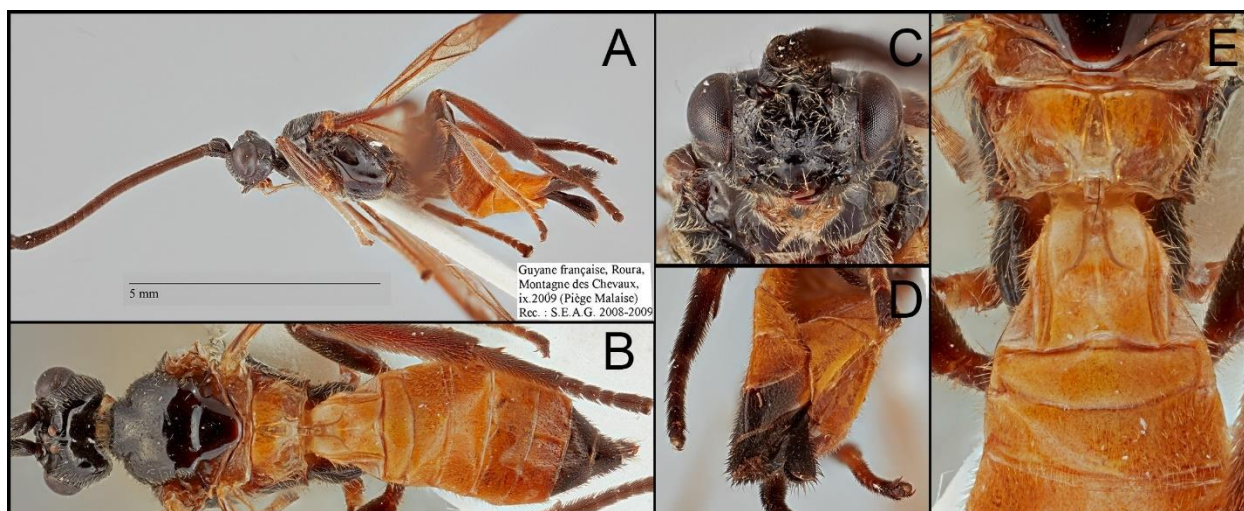 A
5 mm
Guyane française, Roura,
Montagne des Chevaux,
ix.2009 (Piège Malaise)
Rec. : S.E.A.G. 2008-2009
B
C
D
E